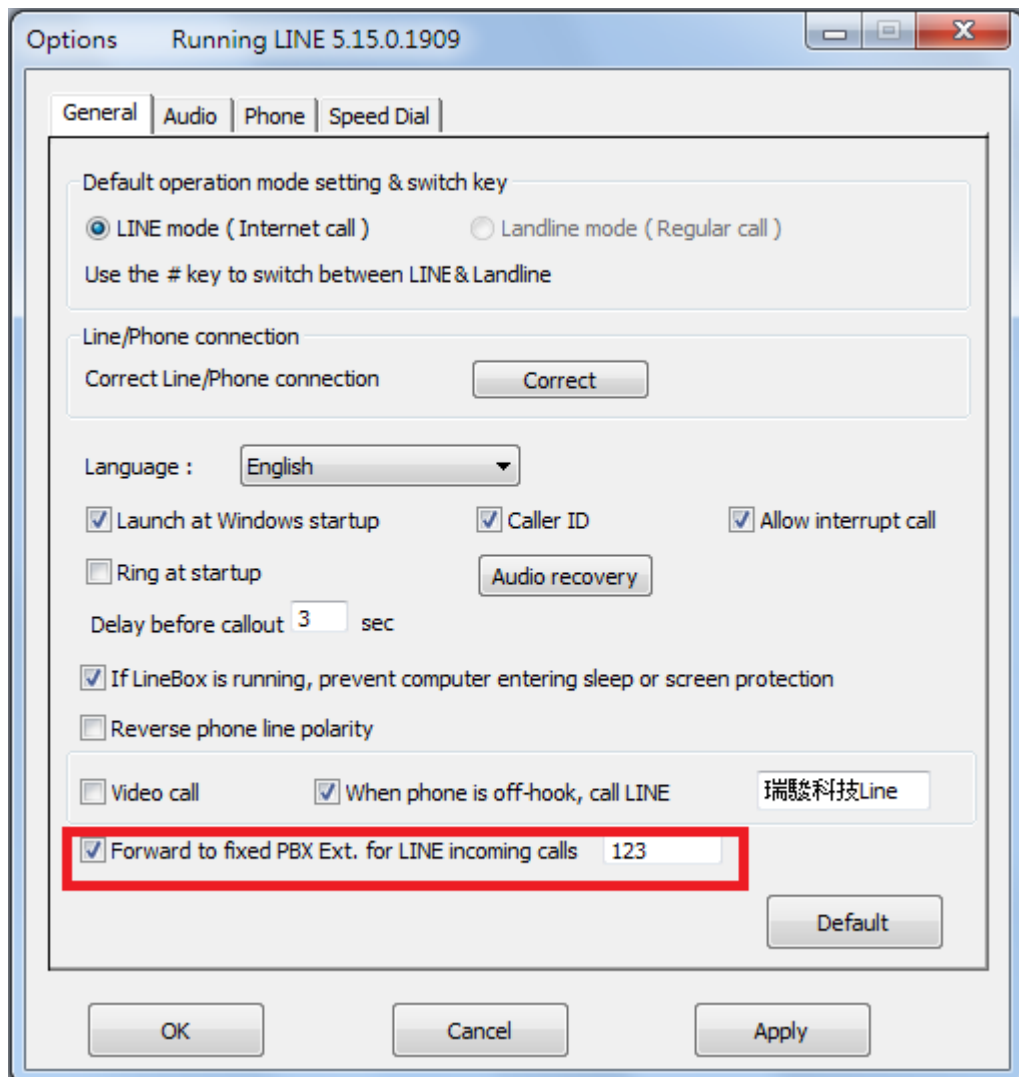 Options Running LINE 5.15.0.1909
General Audio Phone Speed Dial
Default operation mode setting & switch key
LINE mode ( Internet call ) Landline mode ( Regular call )
Use the # key to switch between LINE & Landline
Line/Phone connection
Correct Line/Phone connection Correct
Language : English
Launch at Windows startup Caller ID Allow interrupt call
Ring at startup Audio recovery
Delay before callout 3 sec
If LineBox is running, prevent computer entering sleep or screen protection
Reverse phone line polarity
Video call When phone is off-hook, call LINE 瑞駿科技Line
Forward to fixed PBX Ext. for LINE incoming calls 123
Default
OK Cancel Apply